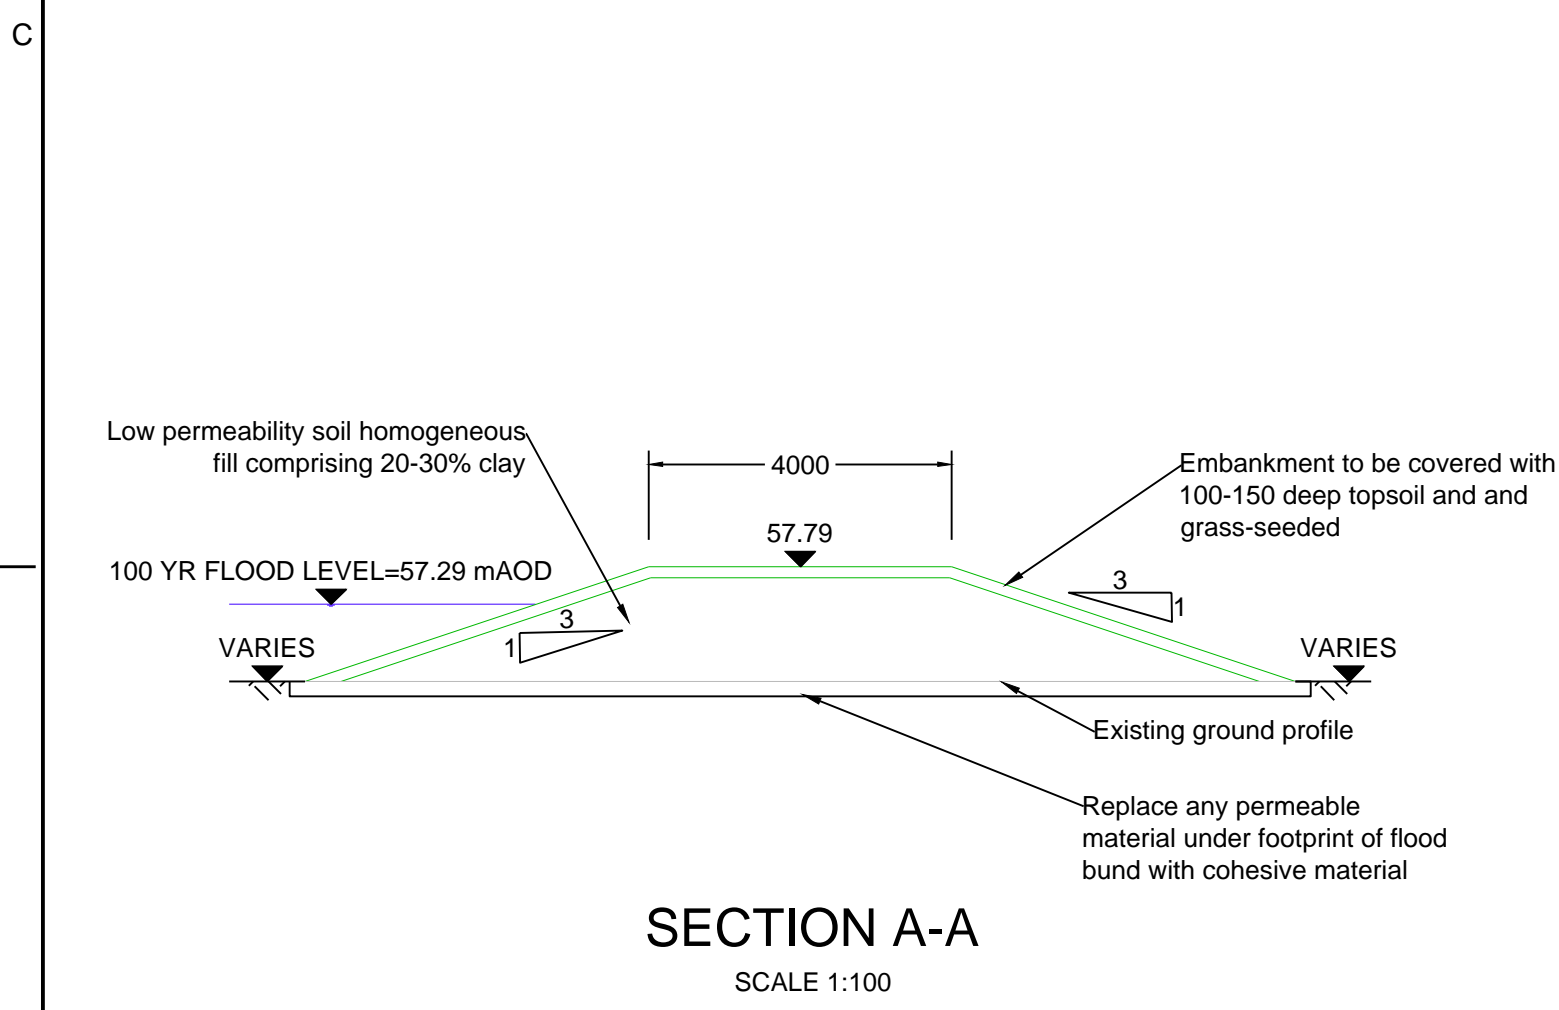 C
Low permeability soil homogeneous
fill comprising 20-30% clay
4000
Embankment to be covered with
100-150 deep topsoil and and
grass-seeded
57.79
100 YR FLOOD LEVEL=57.29 mAOD
3
1
3
1
VARIES
VARIES
Existing ground profile
Replace any permeable
material under footprint of flood
bund with cohesive material
SECTION A-A
SCALE 1:100